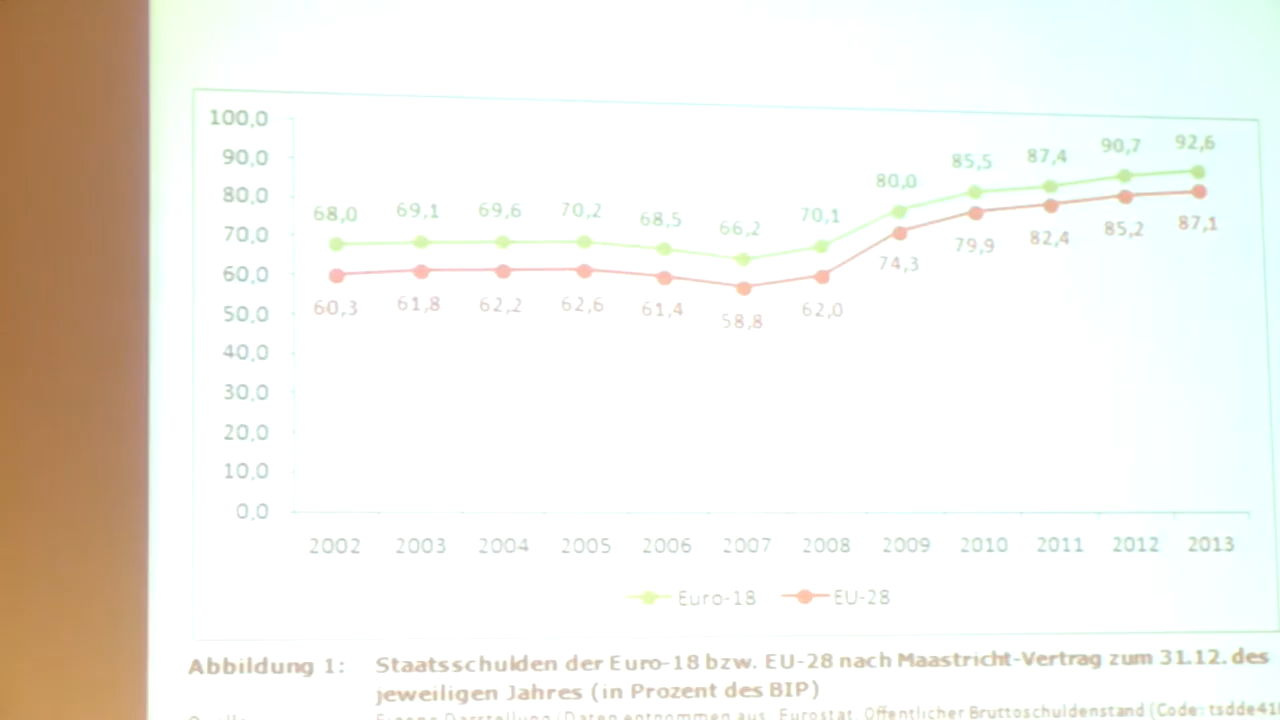 100,0
90,0
80,0
70,0
60,0
50,0
40,0
30,0
20,0
10,0
0,0
68,0 69,1 69,6 70,2 68,5 66,2 70,1 80,0 85,5 87,4 90,7 92,6
60,3 61,8 62,2 62,6 61,4 58,8 62,0 74,3 79,9 82,4 85,2 87,1
2002 2003 2004 2005 2006 2007 2008 2009 2010 2011 2012 2013
Euro-18 EU-28
Abbildung 1: Staatsschulden der Euro-18 bzw. EU-28 nach Maastricht-Vertrag zum 31.12. des
jeweiligen Jahres (in Prozent des BIP)
Eigene Darstellung (Daten entnommen aus: Eurostat, Öffentlicher Bruttoschuldenstand (Code: tsdde41